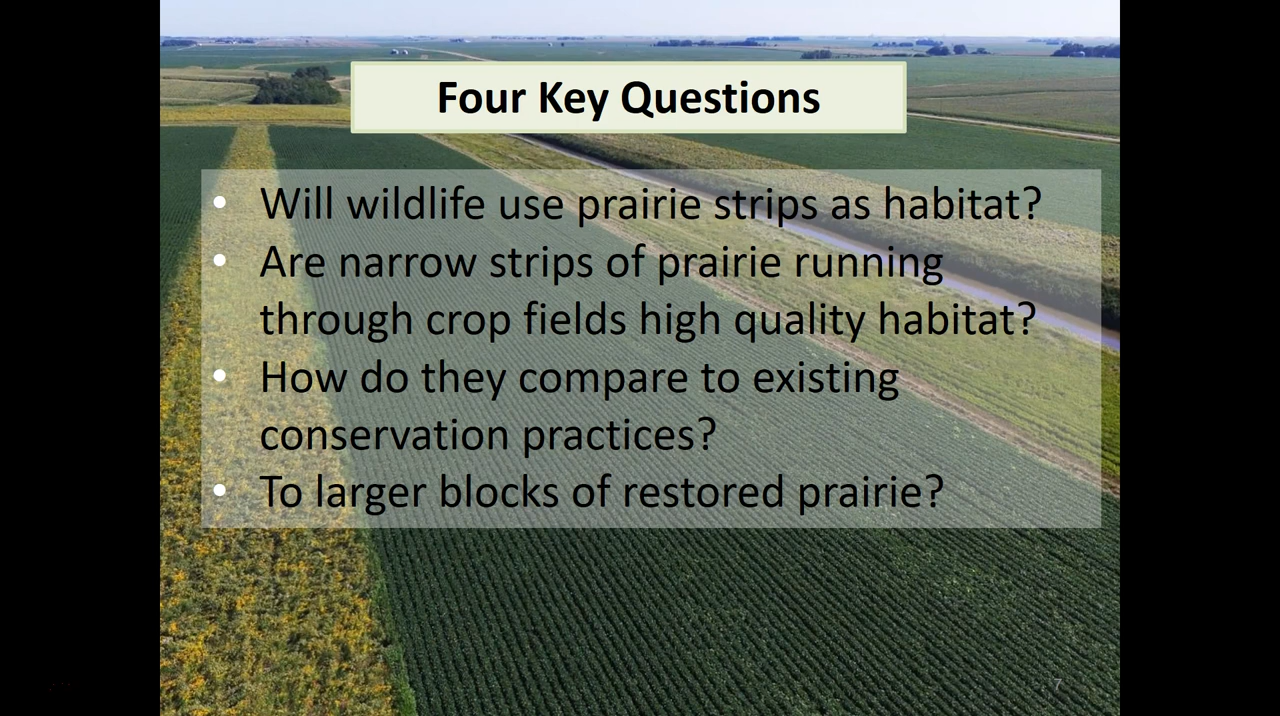 Four Key Questions
• Will wildlife use prairie strips as habitat?
• Are narrow strips of prairie running
through crop fields high quality habitat?
• How do they compare to existing
conservation practices?
• To larger blocks of restored prairie?
7